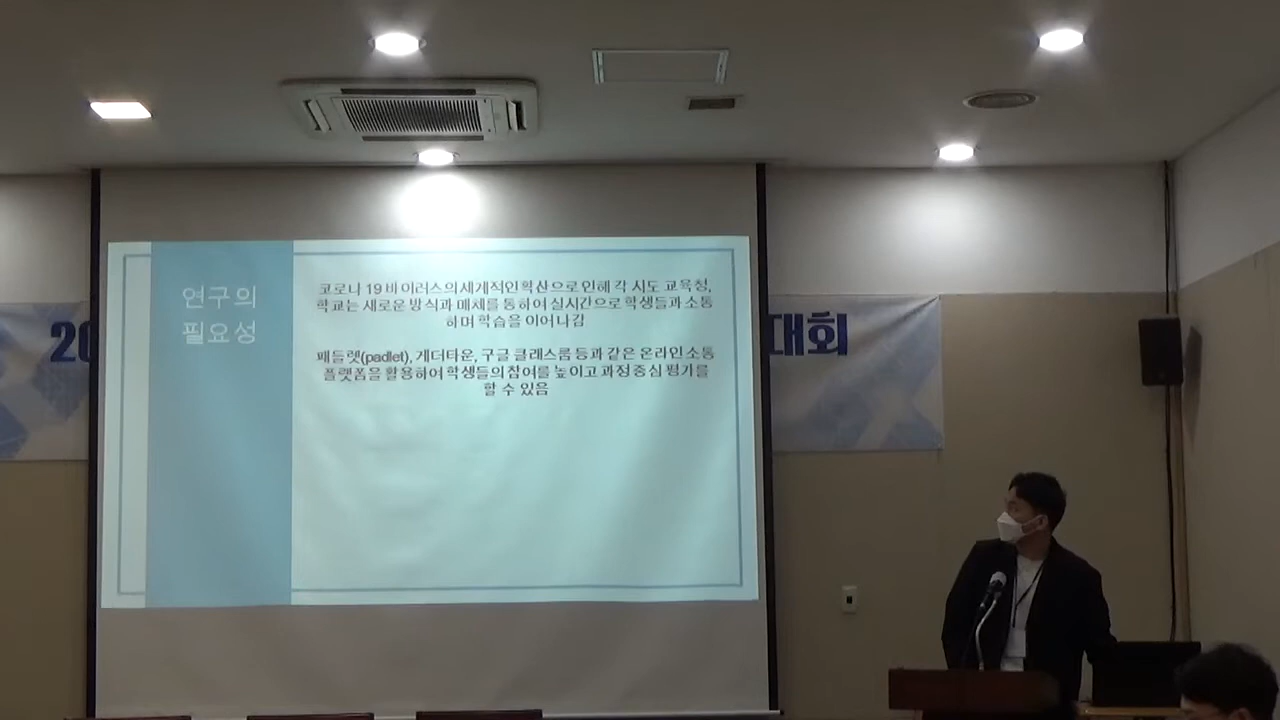 연구의
필요성
코로나 19 바이러스의 세계적인 확산으로 인해 각 시도 교육청,
학교는 새로운 방식과 매체를 통하여 실시간으로 학생들과 소통
하며 학습을 이어나감
패들렛(padlet), 게더타운, 구글 클래스룸 등과 같은 온라인 소통
플랫폼을 활용하여 학생들의 참여를 높이고 과정 중심 평가를
할 수 있음
20
대회